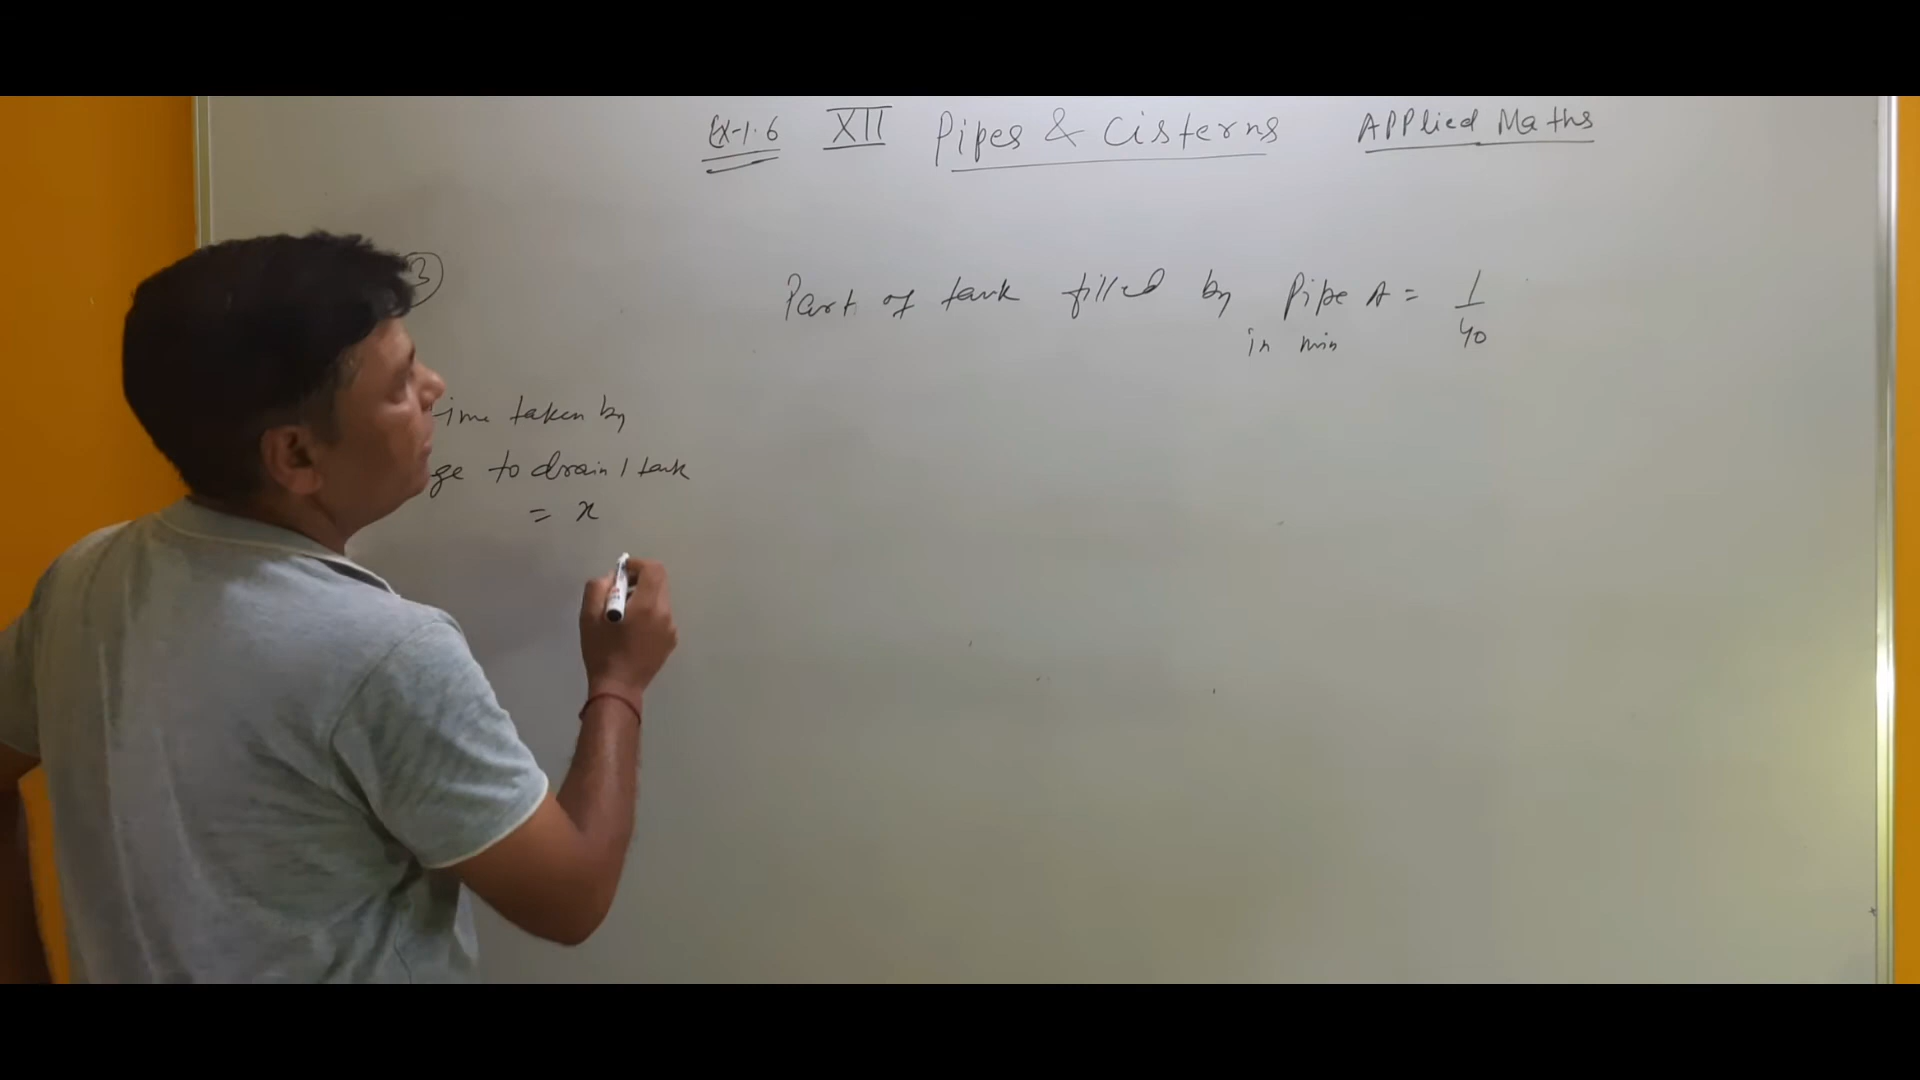 Ex-1.6 XII Pipes & Cisterns Applied Maths
3
Part of tank filled by Pipe A = 1/40
in min
ime taken by
ge to drain 1 tank
= x